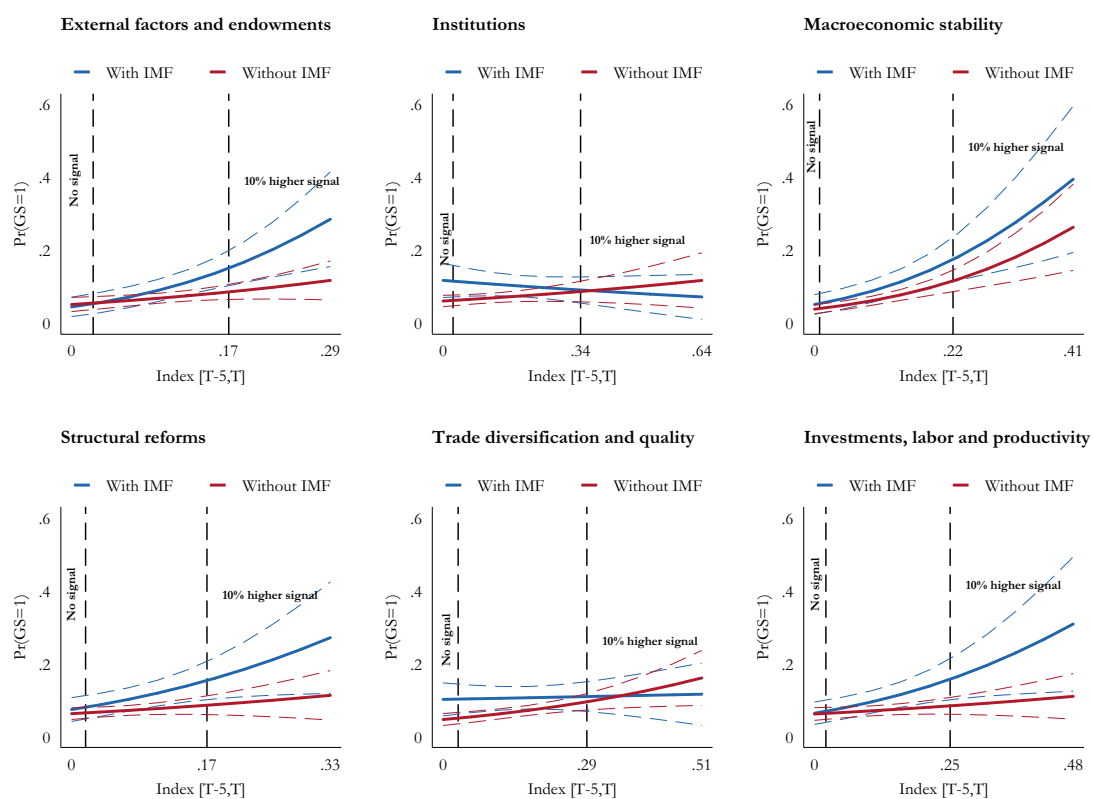 External factors and endowments
With IMF Without IMF
.6
.4
.2
0
Pr(GS=1)
No signal
10% higher signal
0 .17 .29
Index [T-5,T]
Institutions
With IMF Without IMF
.6
.4
.2
0
Pr(GS=1)
No signal
10% higher signal
0 .34 .64
Index [T-5,T]
Macroeconomic stability
With IMF Without IMF
.6
.4
.2
0
Pr(GS=1)
No signal
10% higher signal
0 .22 .41
Index [T-5,T]
Structural reforms
With IMF Without IMF
.6
.4
.2
0
Pr(GS=1)
No signal
10% higher signal
0 .17 .33
Index [T-5,T]
Trade diversification and quality
With IMF Without IMF
.6
.4
.2
0
Pr(GS=1)
No signal
10% higher signal
0 .29 .51
Index [T-5,T]
Investments, labor and productivity
With IMF Without IMF
.6
.4
.2
0
Pr(GS=1)
No signal
10% higher signal
0 .25 .48
Index [T-5,T]